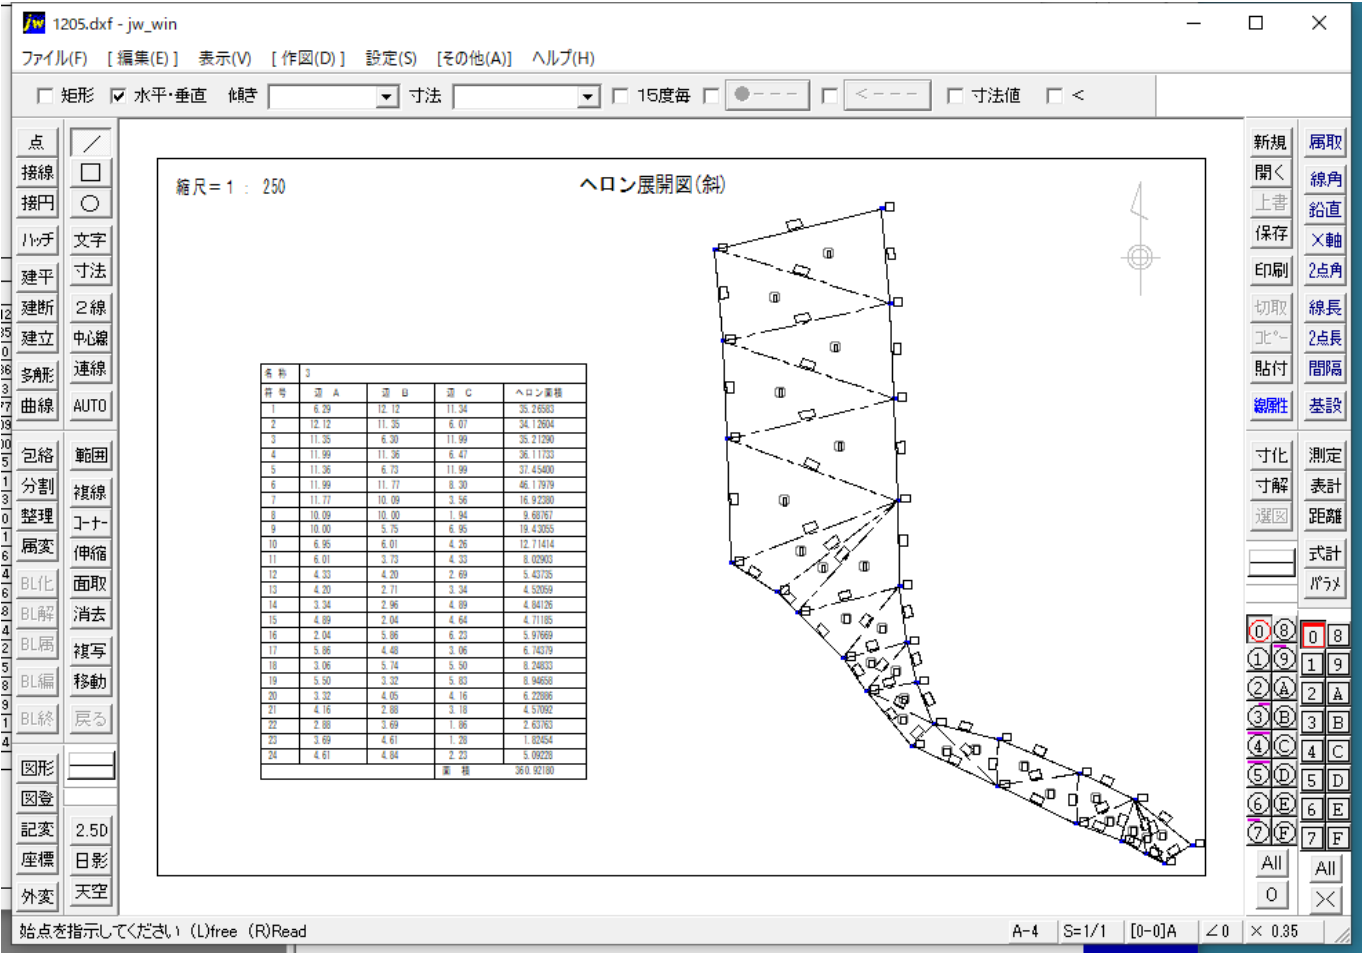 1205.dxf - jw_win
ファイル(F) [ 編集(E) ] 表示(V) [ 作図(D) ] 設定(S) [その他(A)] ヘルプ(H)
矩形 水平・垂直 傾き 寸法 15度毎 ●--- <--- 寸法値 <
点 /
接線 □
接円 ○
ハッチ 文字
建平 寸法
建断 2線
建立 中心線
多角形 連線
曲線 AUTO
包絡 範囲
分割 複線
整理 コーナー
属変 伸縮
BL化 面取
BL解 消去
BL属 複写
BL編 移動
BL終 戻る
図形
図登
記変 2.5D
座標 日影
外変 天空
縮尺=1 : 250
ヘロン展開図(斜)
名 称 3
符 号 辺 A 辺 B 辺 C ヘロン面積
1 6.29 12.12 11.34 35.26583
2 12.12 11.35 6.07 34.12604
3 11.35 6.30 11.99 35.21290
4 11.99 11.36 6.47 36.11733
5 11.36 6.73 11.99 37.45400
6 11.99 11.77 8.30 46.17979
7 11.77 10.09 3.56 16.92380
8 10.09 10.00 1.94 9.68767
9 10.00 5.75 6.95 19.43055
10 6.95 6.01 4.26 12.71414
11 6.01 3.73 4.33 8.02903
12 4.33 4.20 2.69 5.43735
13 4.20 2.71 3.34 4.52059
14 3.34 2.96 4.89 4.84126
15 4.89 2.04 4.64 4.71185
16 2.04 5.86 6.23 5.97669
17 5.86 4.48 3.06 6.74379
18 3.06 5.74 5.50 8.24833
19 5.50 3.32 5.83 8.94658
20 3.32 4.05 4.16 6.22886
21 4.16 2.88 3.18 4.57092
22 2.88 3.69 1.86 2.63763
23 3.69 4.61 1.28 1.82454
24 4.61 4.84 2.23 5.09228
面 積 360.92180
新規 属取
開く 線角
上書 鉛直
保存 X軸
印刷 2点角
切取 線長
コピー 2点長
貼付 間隔
線属性 基設
寸化 測定
寸解 表計
選図 距離
式計
パラメ
0 8 0 8
1 9 1 9
2 A 2 A
3 B 3 B
4 C 4 C
5 D 5 D
6 E 6 E
7 F 7 F
All All
0 ×
始点を指示してください (L)free (R)Read
A-4 S=1/1 [0-0]A ∠0 × 0.35